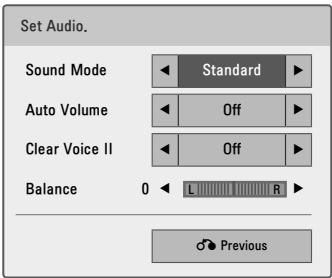 Set Audio.
Sound Mode ◄ Standard ►
Auto Volume ◄ Off ►
Clear Voice II ◄ Off ►
Balance 0 ◄ L R ►
Previous